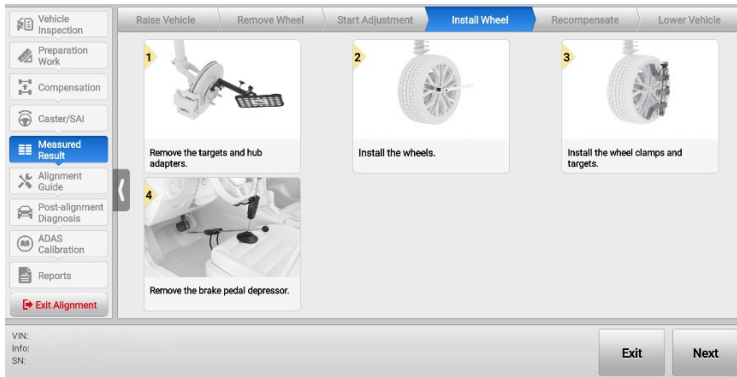 Vehicle
Inspection
Preparation
Work
Compensation
Caster/SAI
Measured
Result
Alignment
Guide
Post-alignment
Diagnosis
ADAS
Calibration
Reports
Exit Alignment
Raise Vehicle
Remove Wheel
Start Adjustment
Install Wheel
Recompensate
Lower Vehicle
1
Remove the targets and hub
adapters.
2
Install the wheels.
3
Install the wheel clamps and
targets.
4
Remove the brake pedal depressor.
VIN:
Info:
SN:
Exit
Next